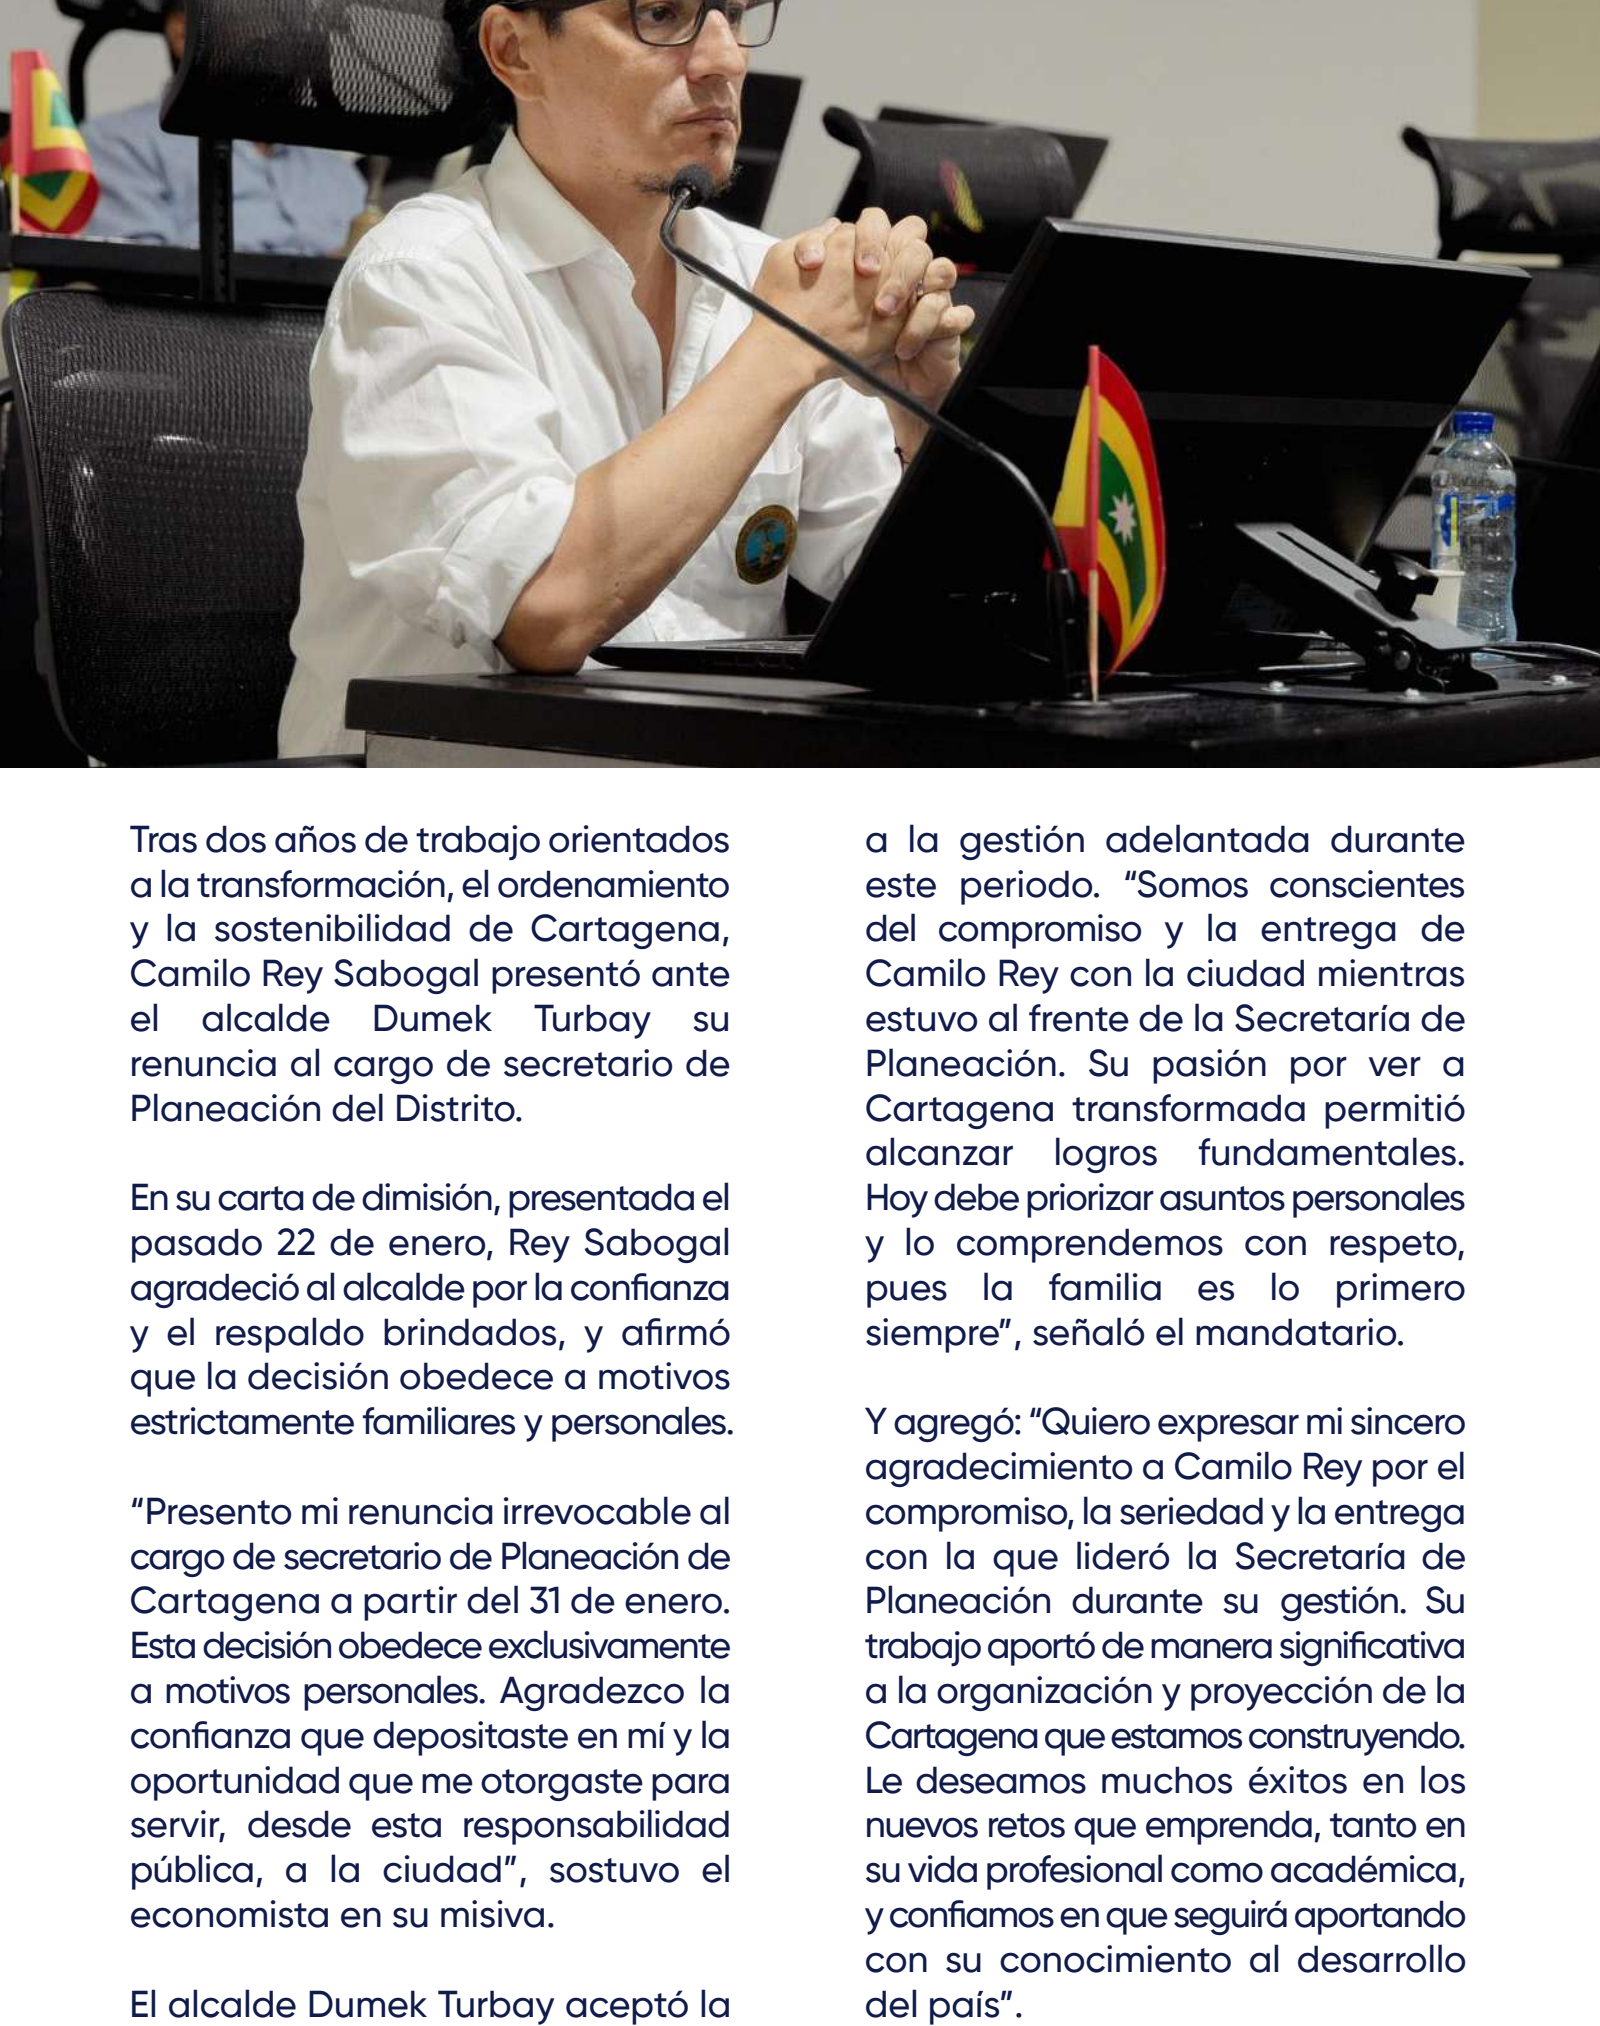 Tras dos años de trabajo orientados
a la transformación, el ordenamiento
y la sostenibilidad de Cartagena,
Camilo Rey Sabogal presentó ante
el alcalde Dumek Turbay su
renuncia al cargo de secretario de
Planeación del Distrito.
En su carta de dimisión, presentada el
pasado 22 de enero, Rey Sabogal
agradeció al alcalde por la confianza
y el respaldo brindados, y afirmó
que la decisión obedece a motivos
estrictamente familiares y personales.
“Presento mi renuncia irrevocable al
cargo de secretario de Planeación de
Cartagena a partir del 31 de enero.
Esta decisión obedece exclusivamente
a motivos personales. Agradezco la
confianza que depositaste en mí y la
oportunidad que me otorgaste para
servir, desde esta responsabilidad
pública, a la ciudad”, sostuvo el
economista en su misiva.
El alcalde Dumek Turbay aceptó la
a la gestión adelantada durante
este periodo. “Somos conscientes
del compromiso y la entrega de
Camilo Rey con la ciudad mientras
estuvo al frente de la Secretaría de
Planeación. Su pasión por ver a
Cartagena transformada permitió
alcanzar logros fundamentales.
Hoy debe priorizar asuntos personales
y lo comprendemos con respeto,
pues la familia es lo primero
siempre”, señaló el mandatario.
Y agregó: “Quiero expresar mi sincero
agradecimiento a Camilo Rey por el
compromiso, la seriedad y la entrega
con la que lideró la Secretaría de
Planeación durante su gestión. Su
trabajo aportó de manera significativa
a la organización y proyección de la
Cartagena que estamos construyendo.
Le deseamos muchos éxitos en los
nuevos retos que emprenda, tanto en
su vida profesional como académica,
y confiamos en que seguirá aportando
con su conocimiento al desarrollo
del país”.